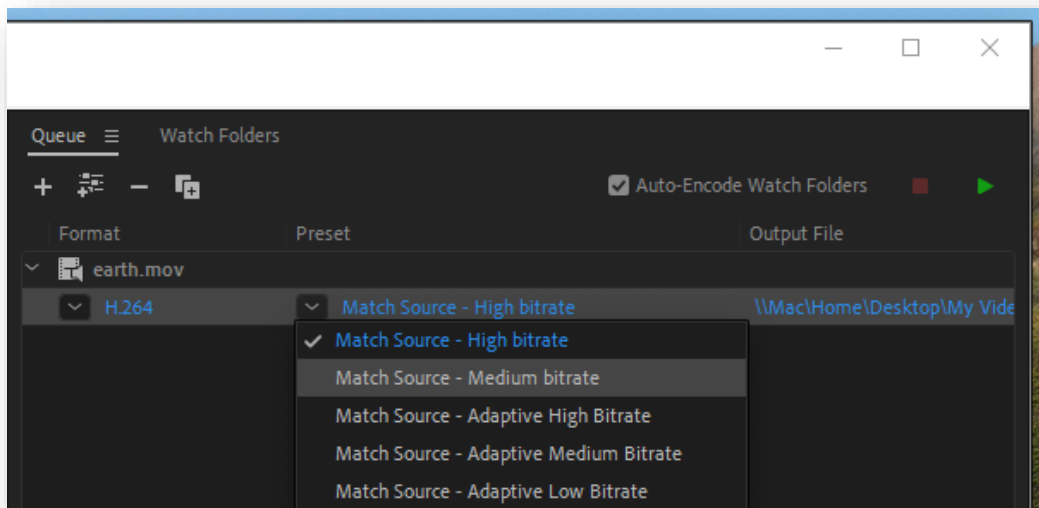 Queue Watch Folders
Auto-Encode Watch Folders
Format Preset Output File
earth.mov
H.264 Match Source - High bitrate \\Mac\Home\Desktop\My Vide
Match Source - High bitrate
Match Source - Medium bitrate
Match Source - Adaptive High Bitrate
Match Source - Adaptive Medium Bitrate
Match Source - Adaptive Low Bitrate